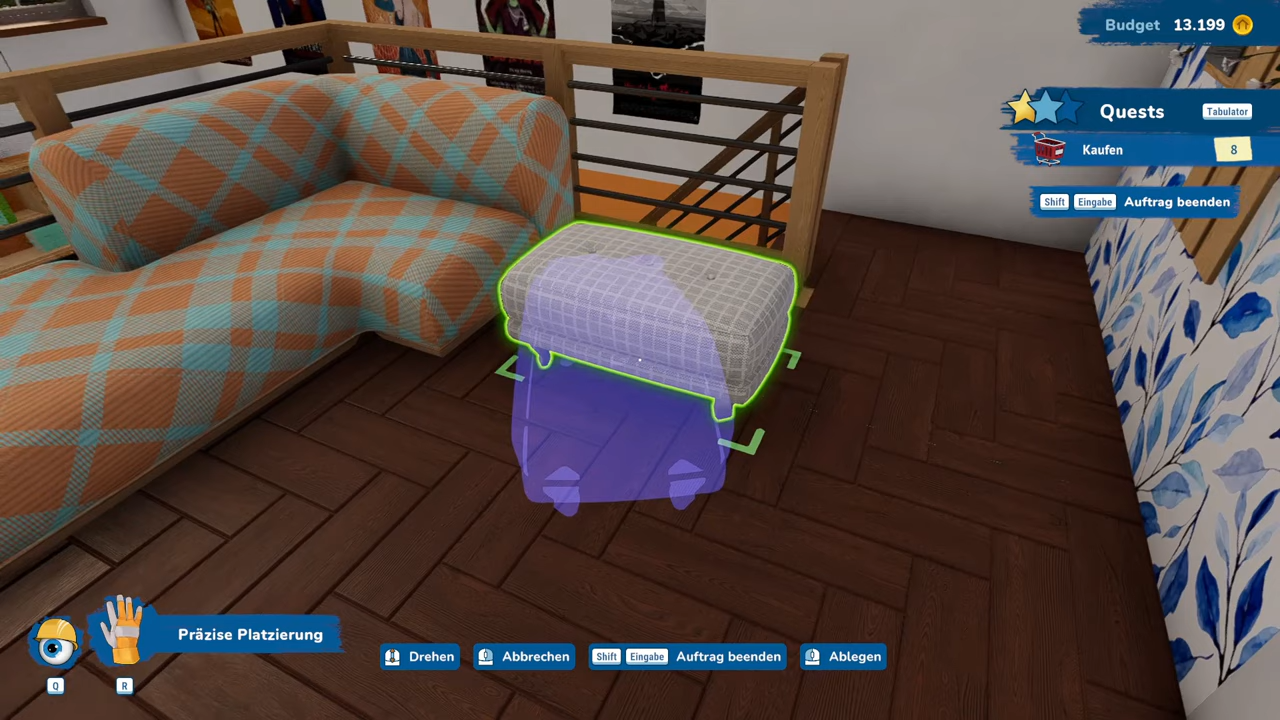 Budget 13.199
Quests Tabulator
Kaufen 8
Shift Eingabe Auftrag beenden
Präzise Platzierung
Drehen Abbrechen Shift Eingabe Auftrag beenden Ablegen
Q R